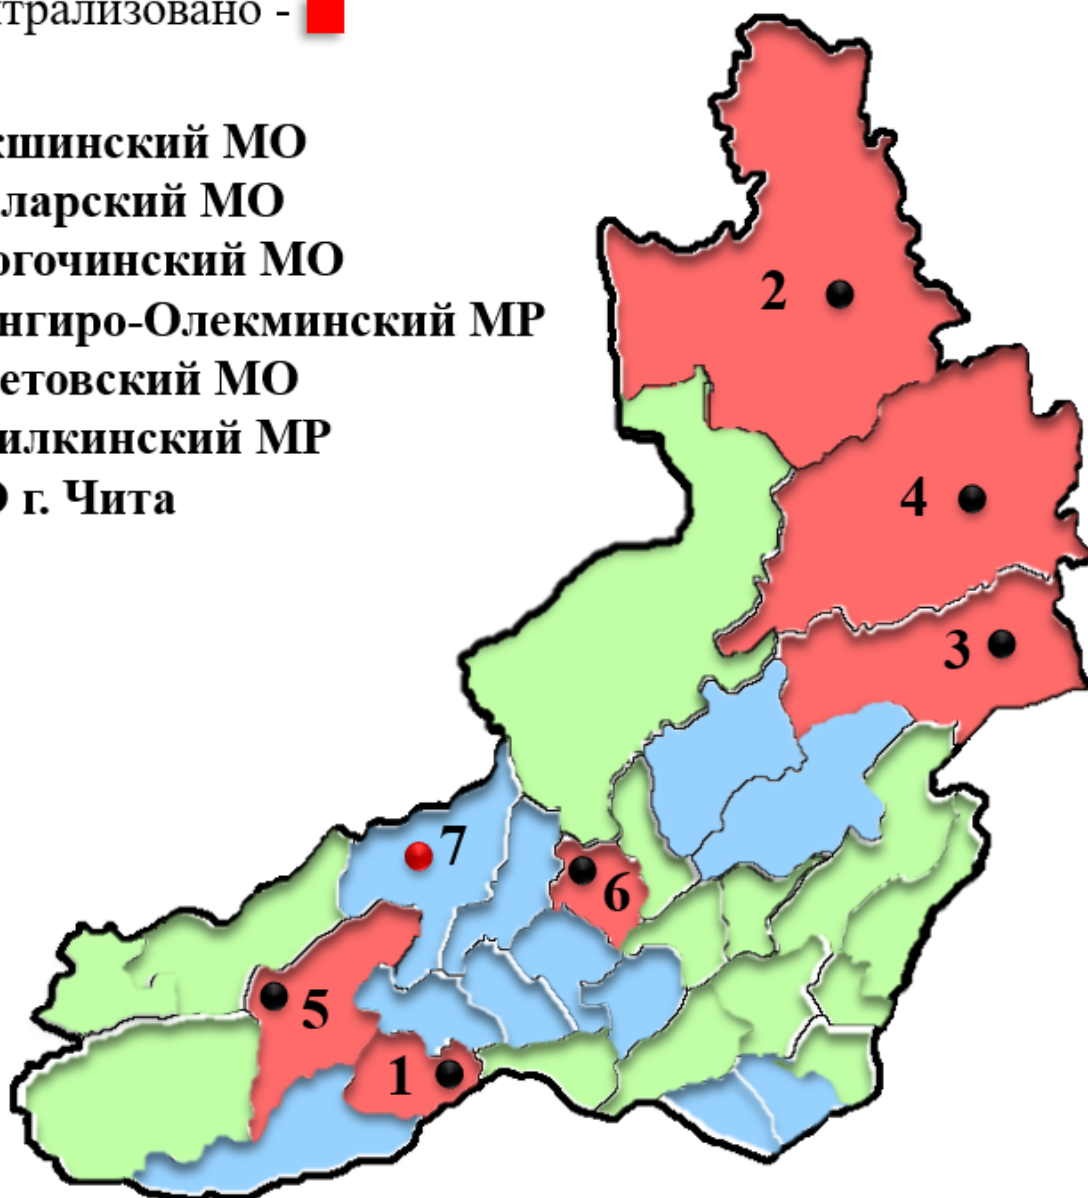 трализовано -
кшинский МО
ларский МО
огочинский МО
нгиро-Олекминский МР
етовский МО
илкинский МР
г. Чита
2
4
3
7
6
5
1